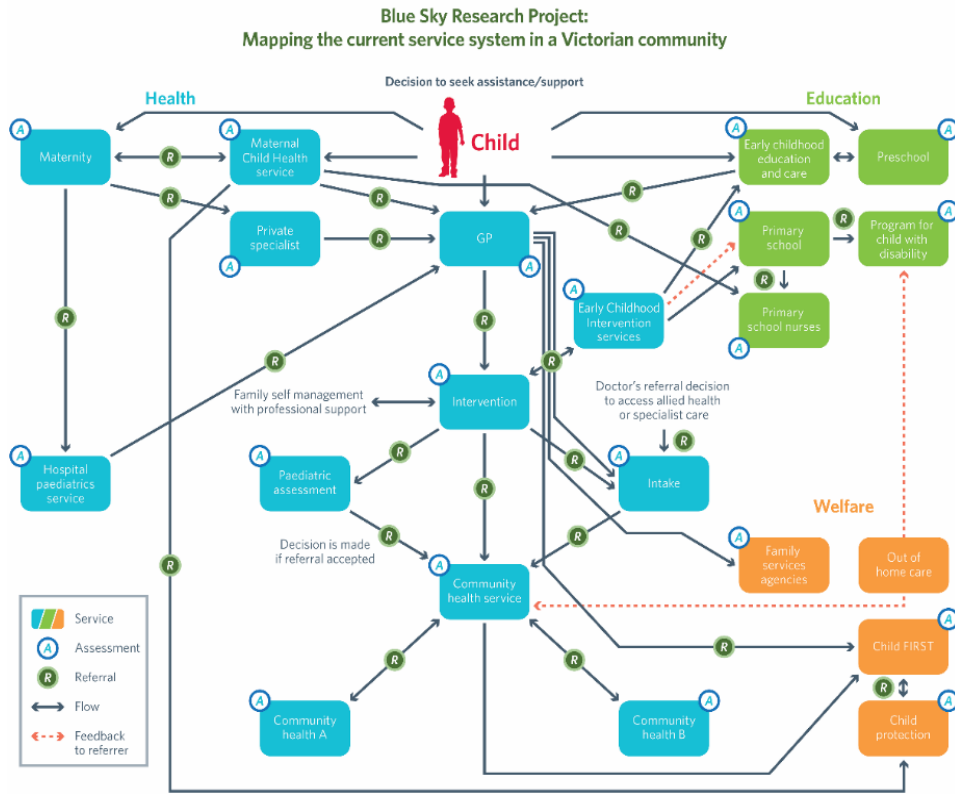 Blue Sky Research Project:
Mapping the current service system in a Victorian community
Decision to seek assistance/support
Health
Education
Child
A
Maternity
R
A
Maternal
Child Health
service
A
Early childhood
education
and care
A
Preschool
R
R
R
Private
specialist
A
R
GP
A
R
R
A
Primary
school
R
Program for
child with
disability
A
R
R
A
Early Childhood
Intervention
services
Primary
school nurses
A
R
R
Family self management
with professional support
A
Intervention
Doctor's referral decision
to access allied health
or specialist care
R
A
Hospital
paediatrics
service
R
A
Paediatric
assessment
R
R
A
Intake
Welfare
R
Decision is made
if referral accepted
R
A
Family
services
agencies
Out of
home care
R
A
Community
health service
Service
A
Assessment
R
Referral
Flow
Feedback
to referrer
R
R
R
A
Child FIRST
R
A
Community
health A
Community
health B
A
Child
protection
A